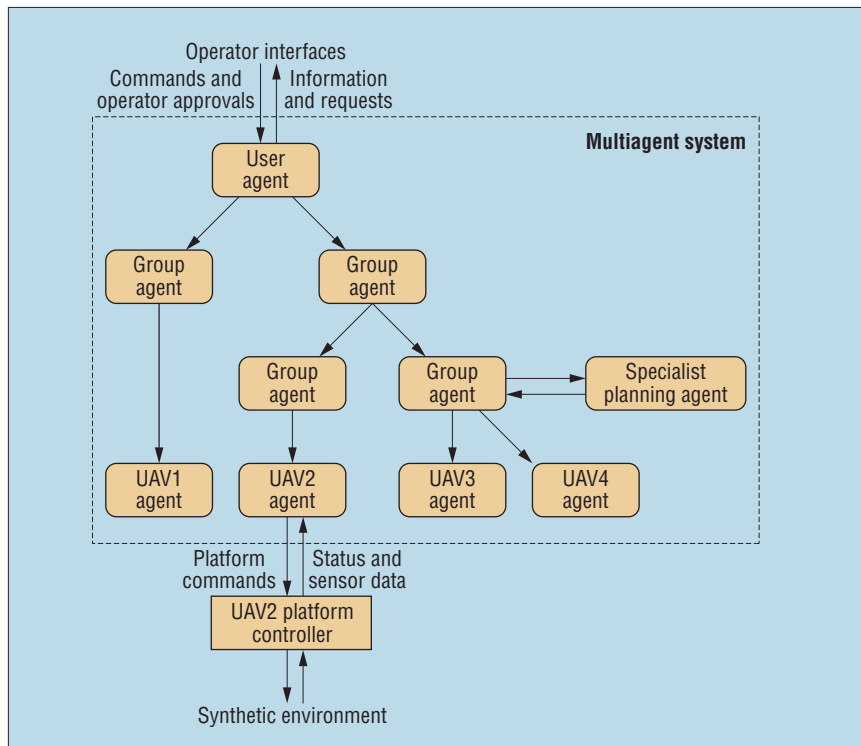 Operator interfaces
Commands and
operator approvals
Information
and requests
Multiagent system
User
agent
Group
agent
Group
agent
Group
agent
Group
agent
Specialist
planning agent
UAV1
agent
UAV2
agent
UAV3
agent
UAV4
agent
Platform
commands
Status and
sensor data
UAV2 platform
controller
Synthetic environment